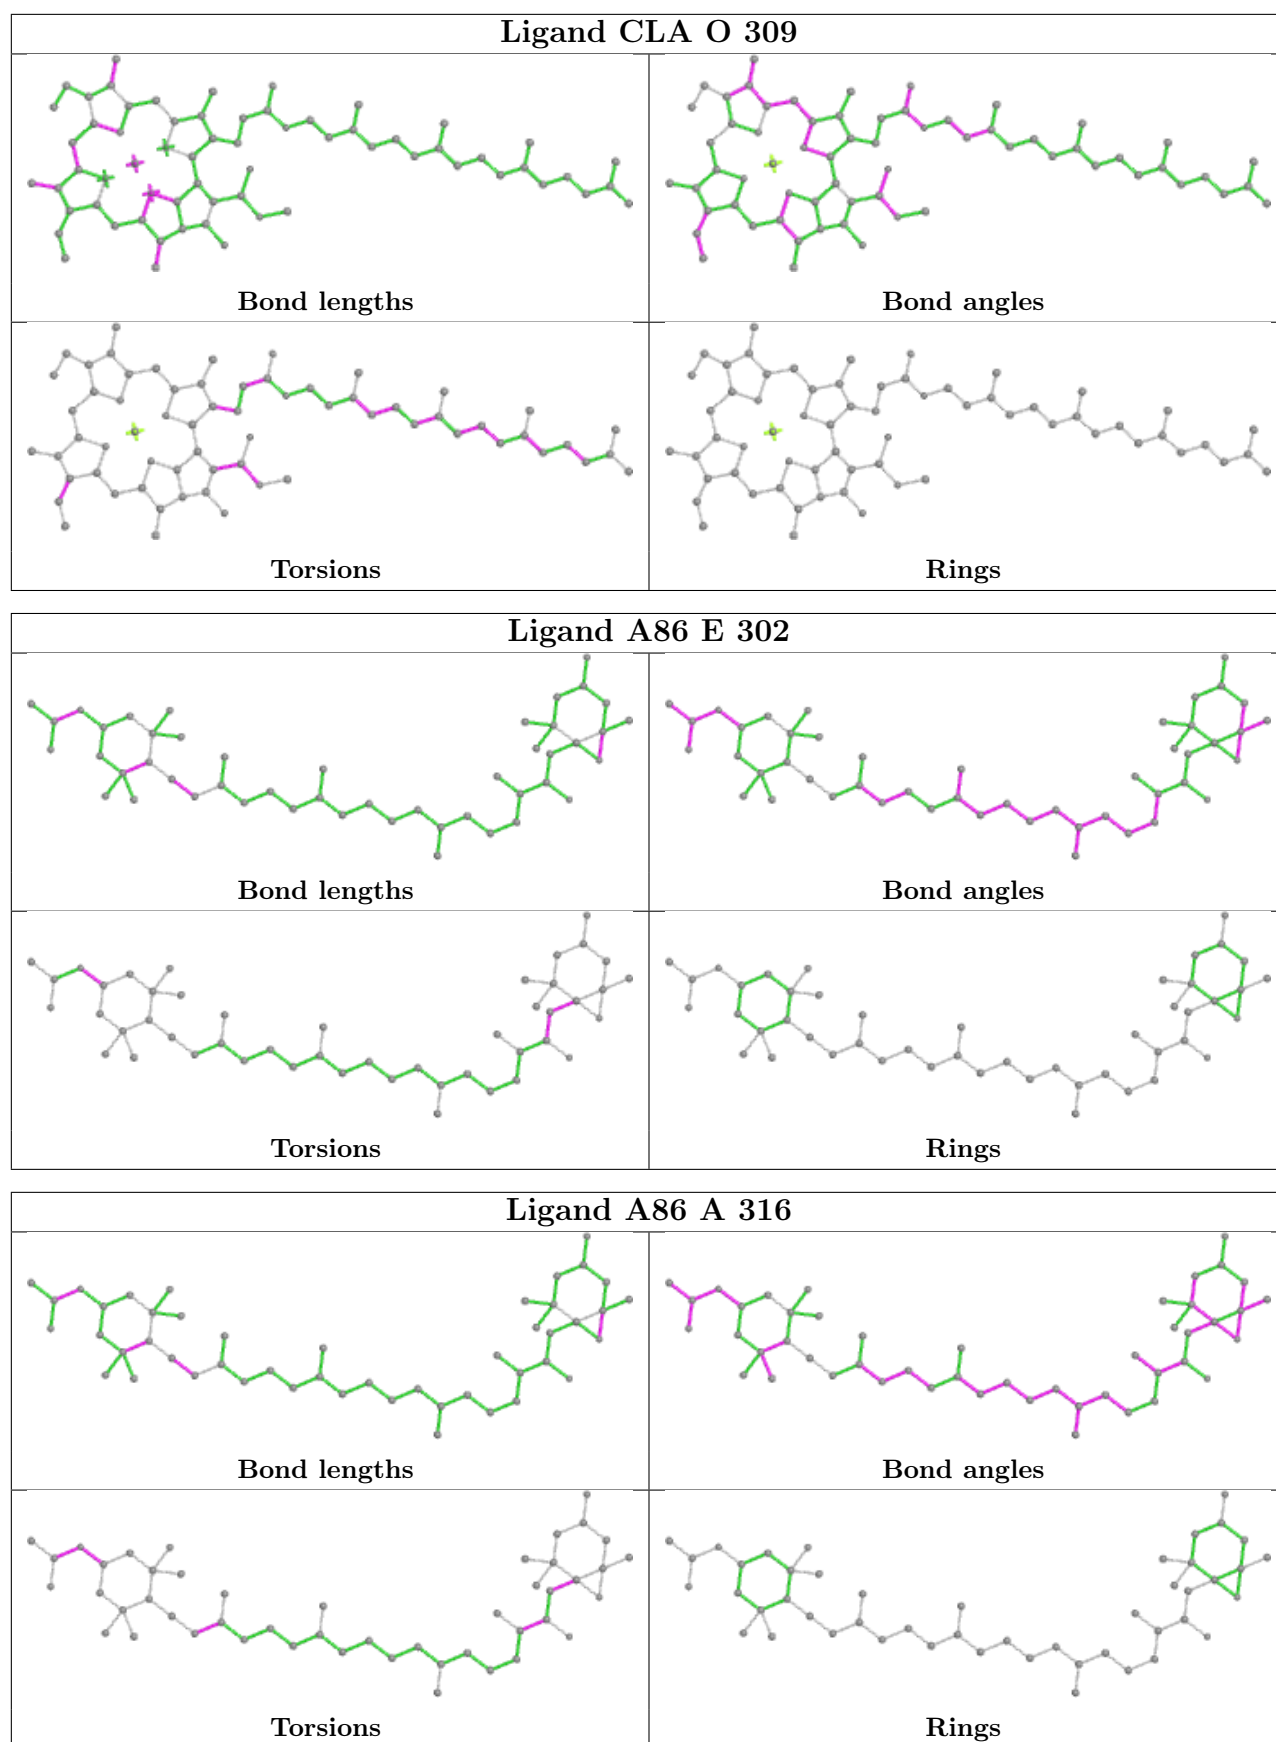 Ligand CLA O 309
Bond lengths
Bond angles
Torsions
Rings
Ligand A86 E 302
Bond lengths
Bond angles
Torsions
Rings
Ligand A86 A 316
Bond lengths
Bond angles
Torsions
Rings